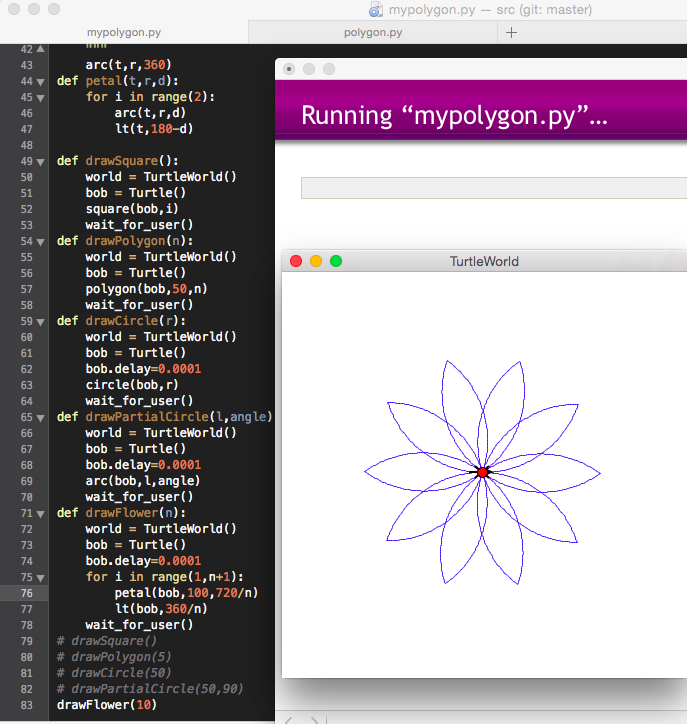 mypolygon.py — src (git: master)
mypolygon.py
polygon.py
42 """
43 arc(t,r,360)
44 def petal(t,r,d):
45 for i in range(2):
46 arc(t,r,d)
47 lt(t,180-d)
48
49 def drawSquare():
50 world = TurtleWorld()
51 bob = Turtle()
52 square(bob,i)
53 wait_for_user()
54 def drawPolygon(n):
55 world = TurtleWorld()
56 bob = Turtle()
57 polygon(bob,50,n)
58 wait_for_user()
59 def drawCircle(r):
60 world = TurtleWorld()
61 bob = Turtle()
62 bob.delay=0.0001
63 circle(bob,r)
64 wait_for_user()
65 def drawPartialCircle(l,angle)
66 world = TurtleWorld()
67 bob = Turtle()
68 bob.delay=0.0001
69 arc(bob,l,angle)
70 wait_for_user()
71 def drawFlower(n):
72 world = TurtleWorld()
73 bob = Turtle()
74 bob.delay=0.0001
75 for i in range(1,n+1):
76 petal(bob,100,720/n)
77 lt(bob,360/n)
78 wait_for_user()
79 # drawSquare()
80 # drawPolygon(5)
81 # drawCircle(50)
82 # drawPartialCircle(50,90)
83 drawFlower(10)
Running “mypolygon.py”…
TurtleWorld